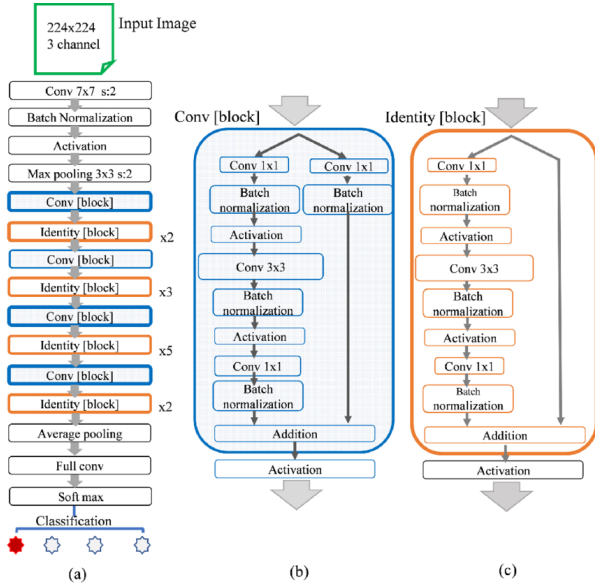 Input Image
224x224
3 channel
Conv 7x7 s:2
Batch Normalization
Activation
Max pooling 3x3 s:2
Conv [block]
Identity [block]
x2
Conv [block]
Identity [block]
x3
Conv [block]
Identity [block]
x5
Conv [block]
Identity [block]
x2
Average pooling
Full conv
Soft max
Classification
(a)
Conv [block]
Conv 1x1
Conv 1x1
Batch
normalization
Batch
normalization
Activation
Conv 3x3
Batch
normalization
Activation
Conv 1x1
Batch
normalization
Addition
Activation
(b)
Identity [block]
Conv 1x1
Batch
normalization
Activation
Conv 3x3
Batch
normalization
Activation
Conv 1x1
Batch
normalization
Addition
Activation
(c)